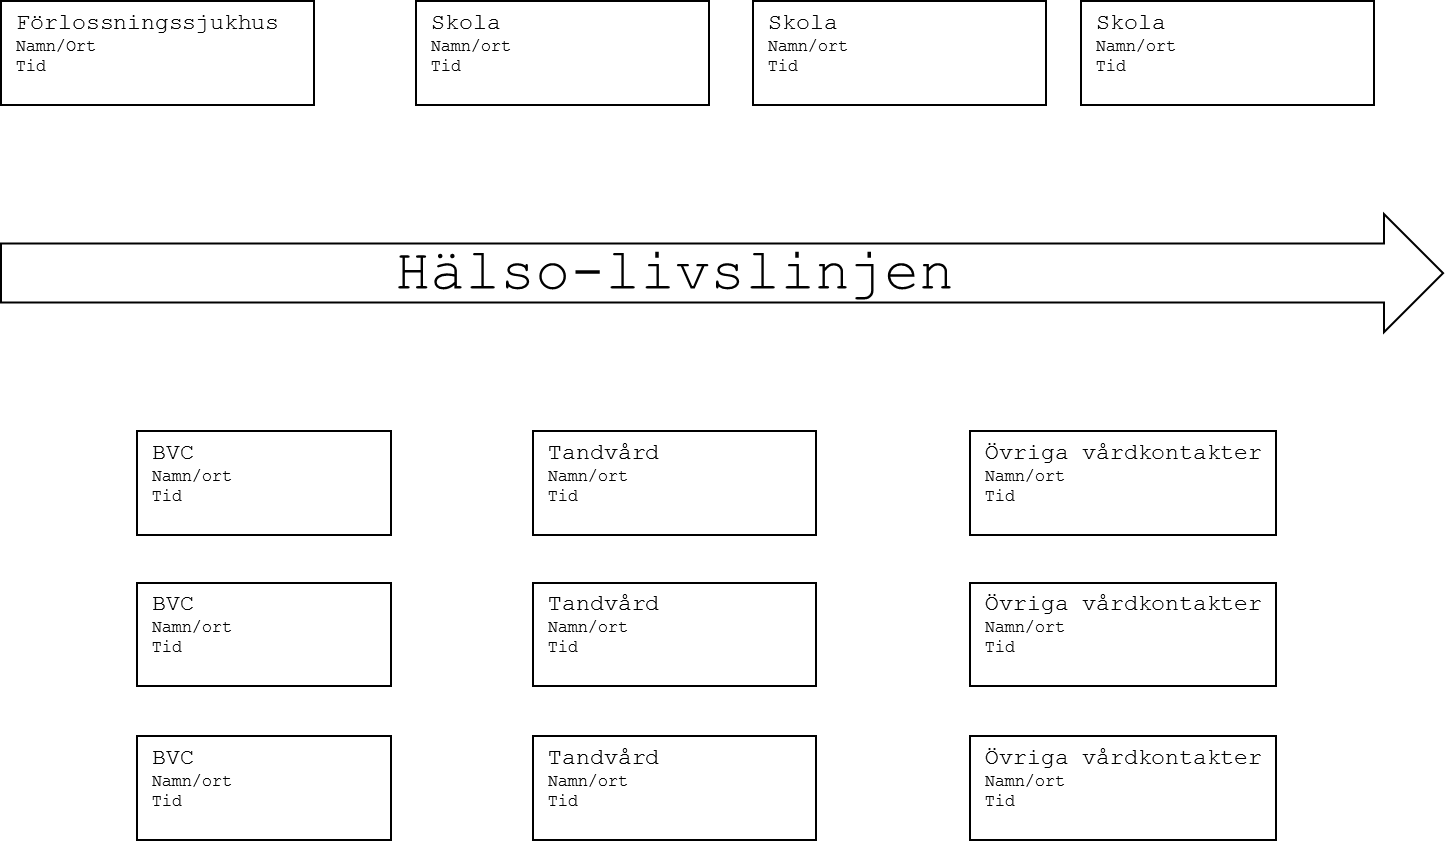 Förlossningssjukhus
Namn/Ort
Tid
Skola
Namn/ort
Tid
Skola
Namn/ort
Tid
Skola
Namn/ort
Tid
Hälso-livslinjen
BVC
Namn/ort
Tid
Tandvård
Namn/ort
Tid
Övriga vårdkontakter
Namn/ort
Tid
BVC
Namn/ort
Tid
Tandvård
Namn/ort
Tid
Övriga vårdkontakter
Namn/ort
Tid
BVC
Namn/ort
Tid
Tandvård
Namn/ort
Tid
Övriga vårdkontakter
Namn/ort
Tid